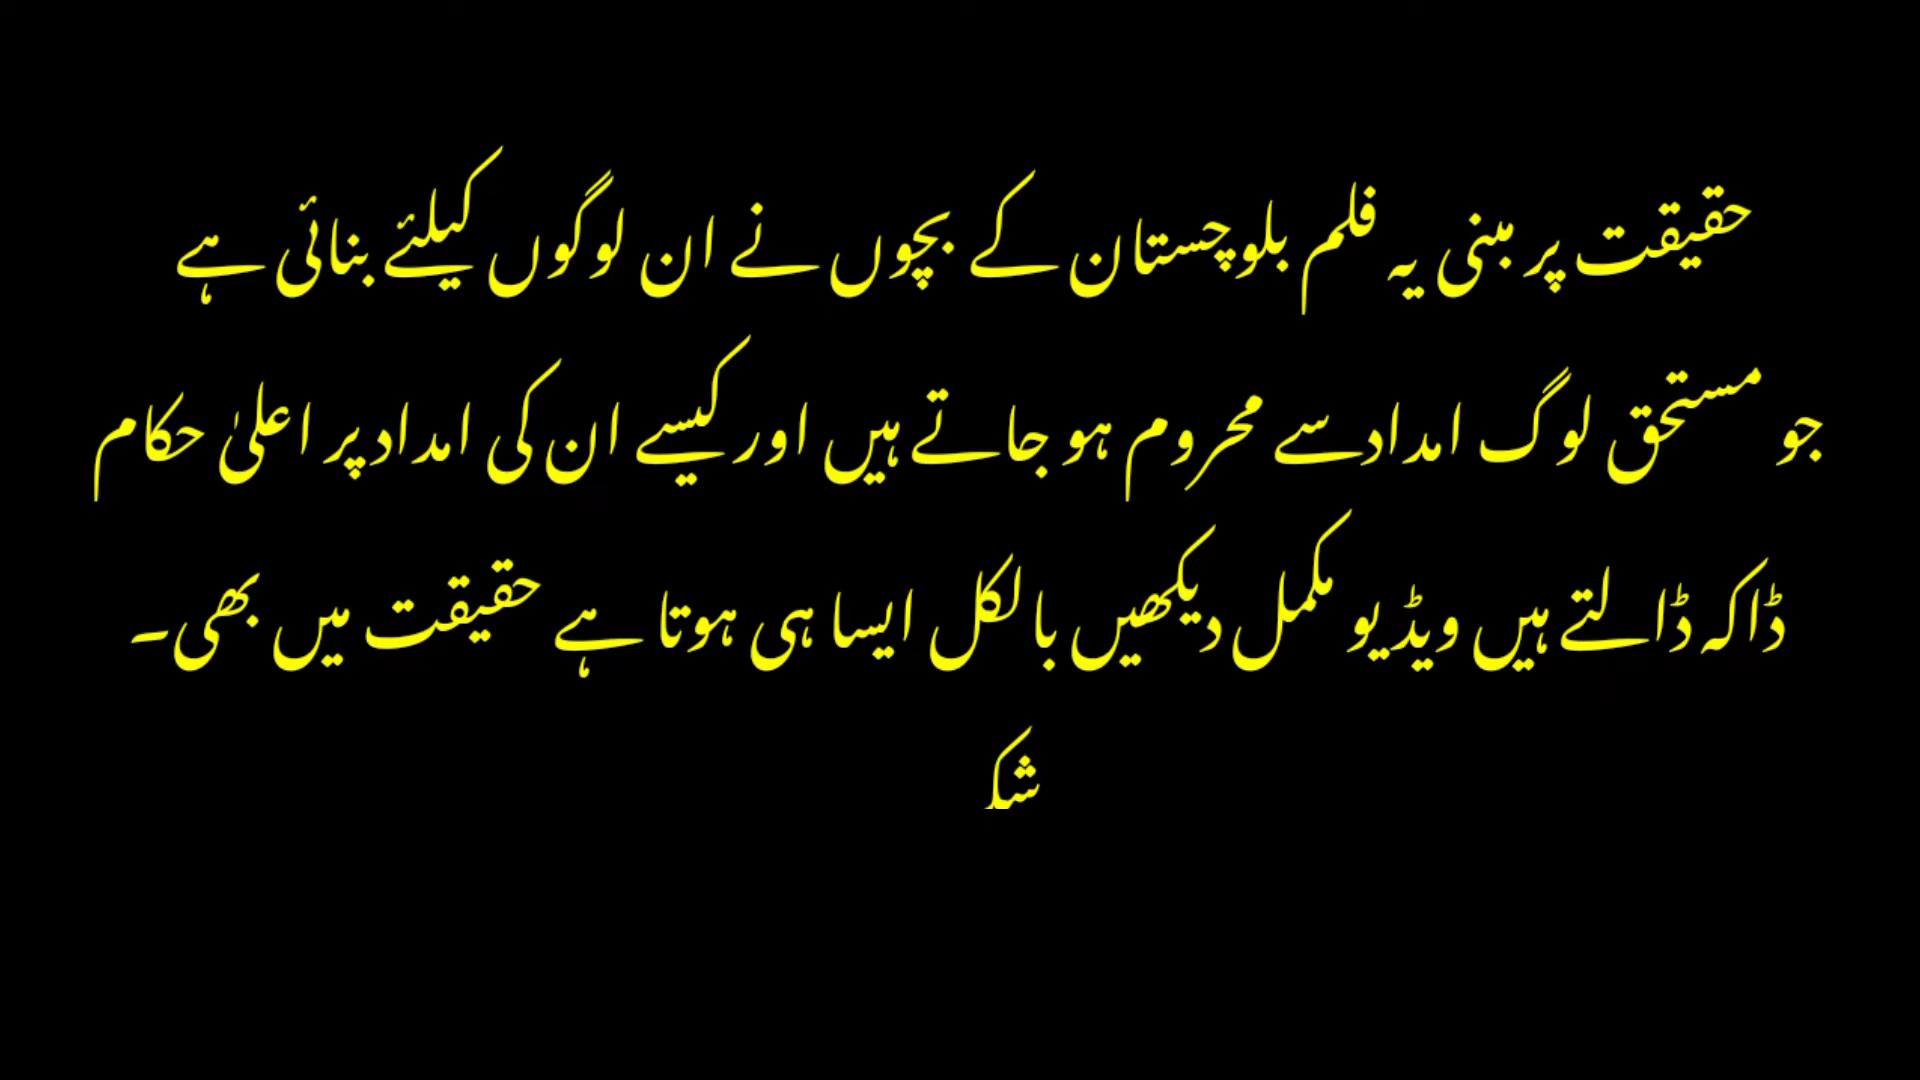 حقیقت پر مبنی یہ فلم بلوچستان کے بچوں نے ان لوگوں کیلئے بنائی ہے
جو مستحق لوگ امداد سے محروم ہو جاتے ہیں اور کیسے ان کی امداد پر اعلیٰ حکام
ڈاکہ ڈالتے ہیں ویڈیو مکمل دیکھیں بالکل ایسا ہی ہوتا ہے حقیقت میں بھی۔